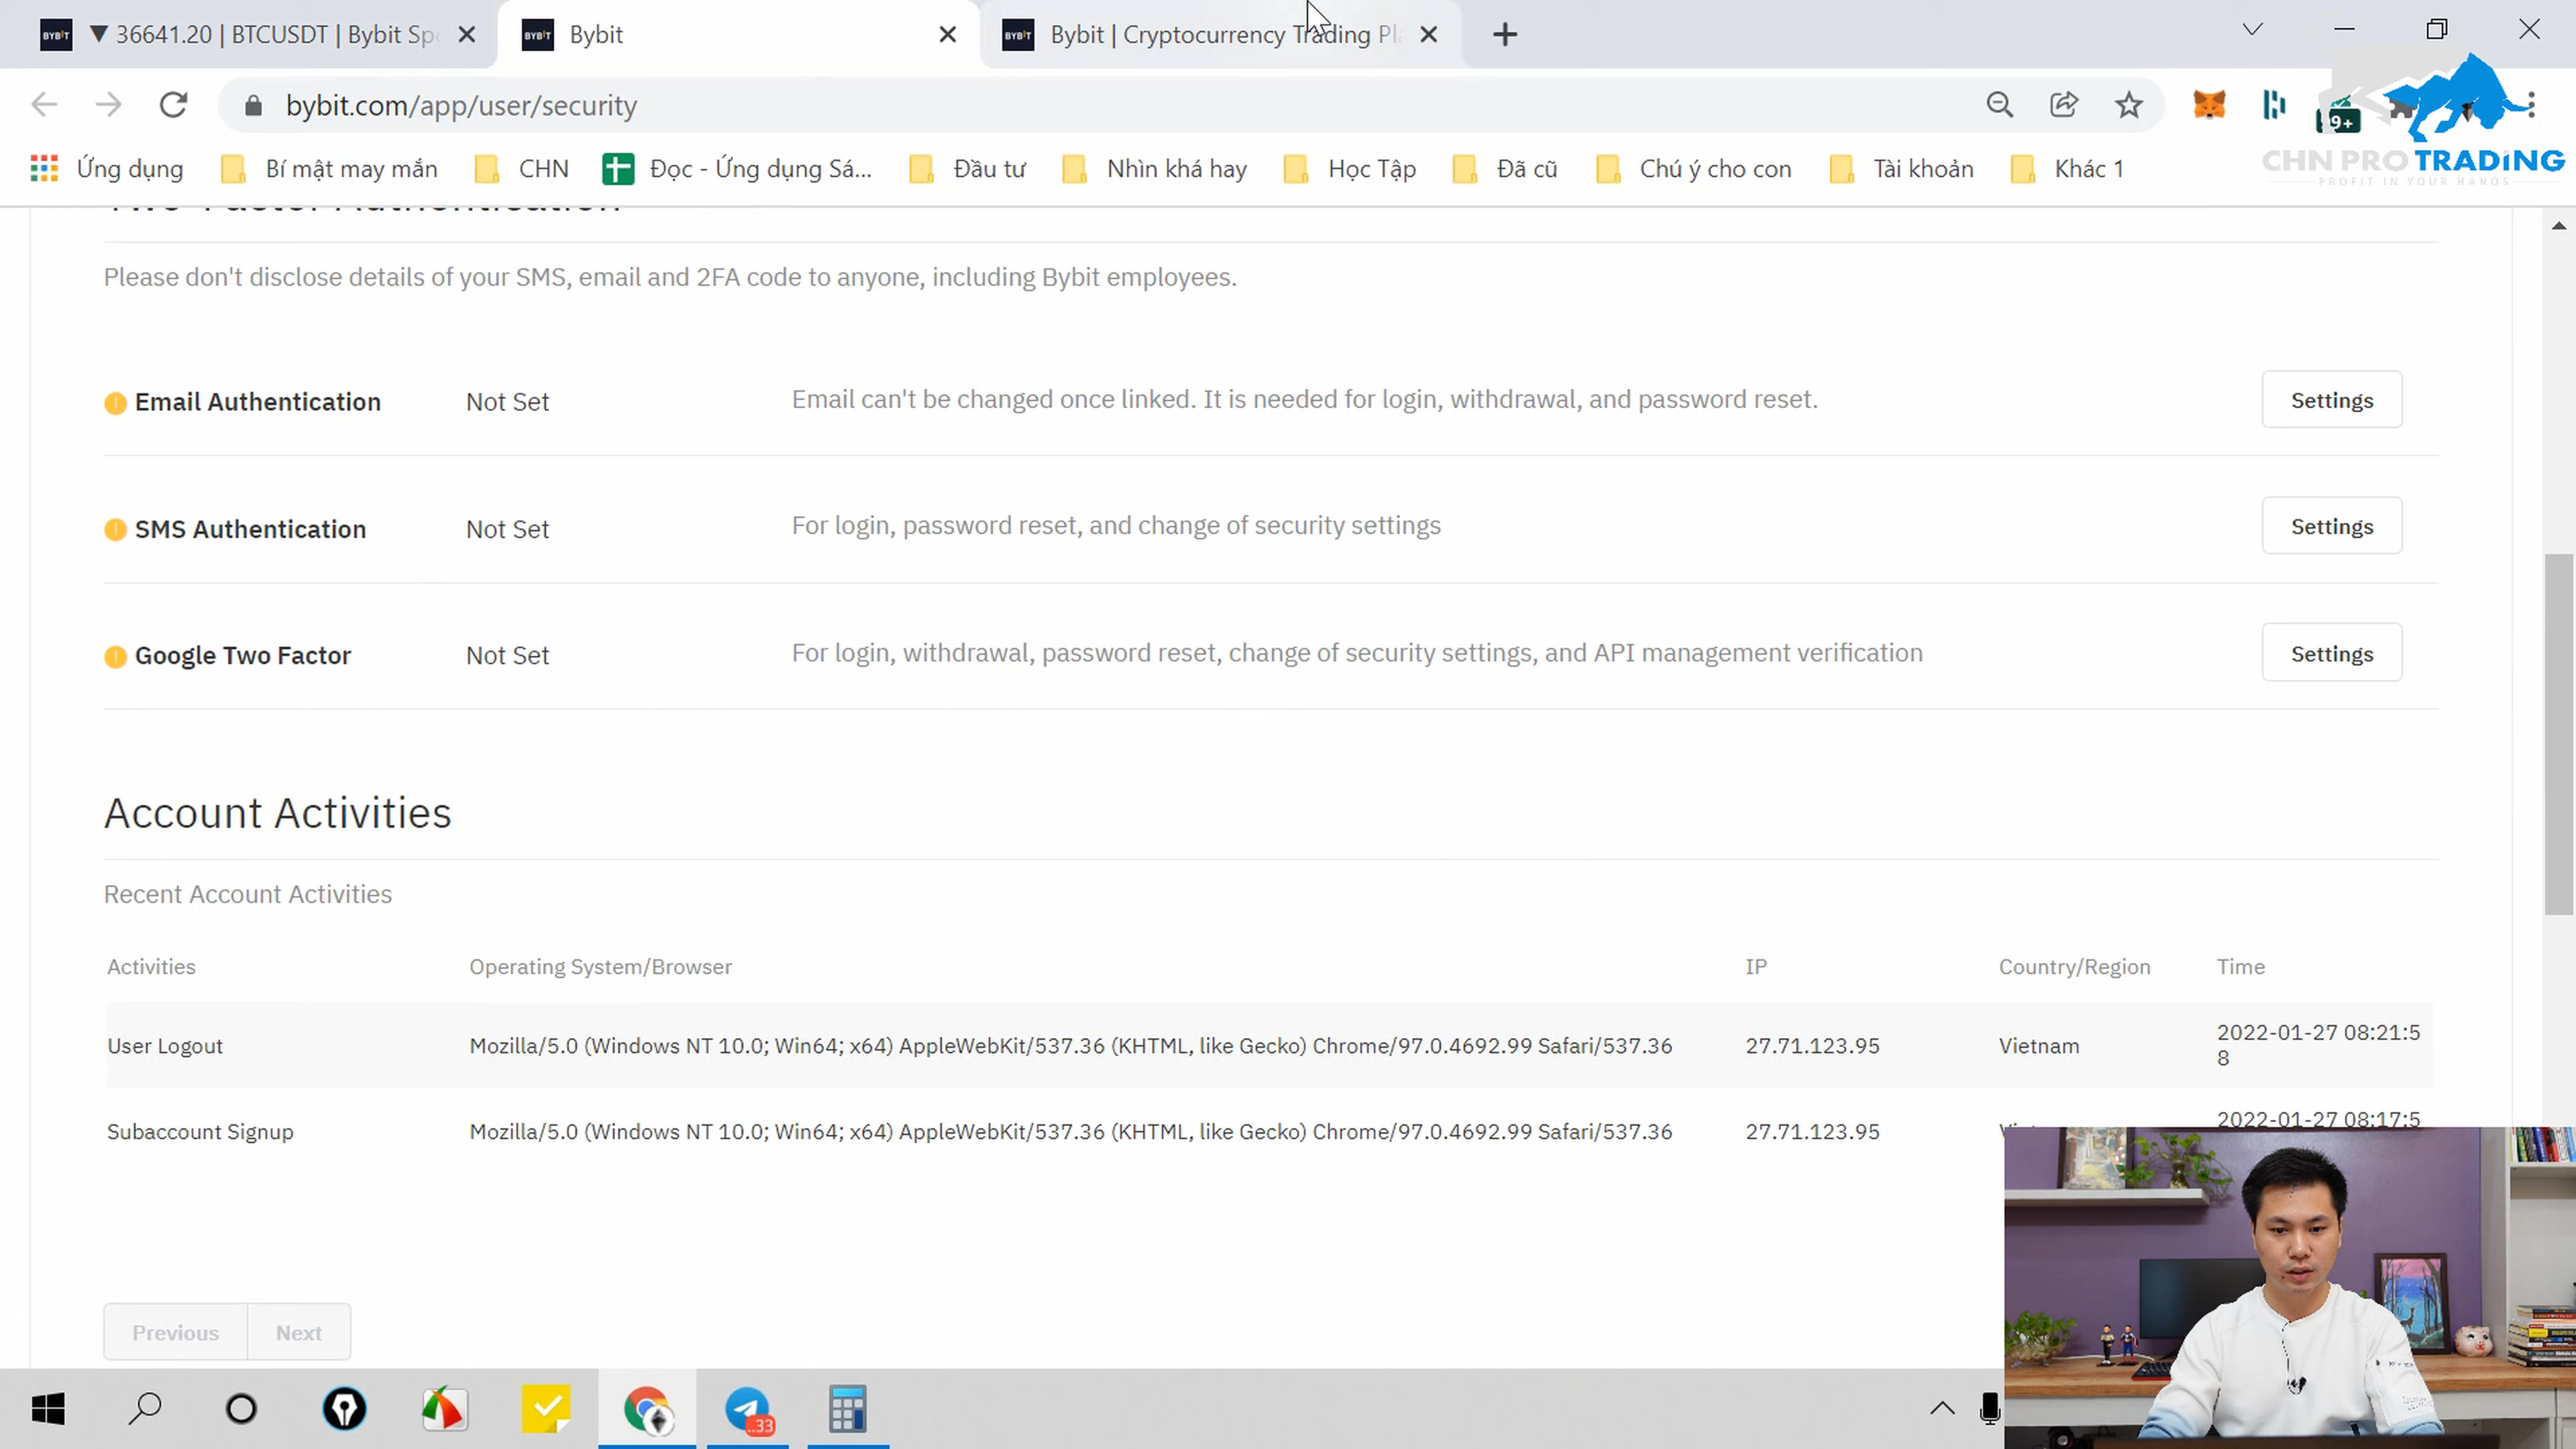 BYBIT ▼ 36641.20 | BTCUSDT | Bybit Sp
BYBIT Bybit
BYBIT Bybit | Cryptocurrency Trading Pl
bybit.com/app/user/security
9+
Ứng dụng
Bí mật may mắn
CHN
Đọc - Ứng dụng Sá...
Đầu tư
Nhìn khá hay
Học Tập
Đã cũ
Chú ý cho con
Tài khoản
Khác 1
CHN PRO TRADING
PROFIT IN YOUR HANDS
Two-Factor Authentication
Please don't disclose details of your SMS, email and 2FA code to anyone, including Bybit employees.
Email Authentication Not Set Email can't be changed once linked. It is needed for login, withdrawal, and password reset. Settings
SMS Authentication Not Set For login, password reset, and change of security settings Settings
Google Two Factor Not Set For login, withdrawal, password reset, change of security settings, and API management verification Settings
Account Activities
Recent Account Activities
Activities Operating System/Browser IP Country/Region Time
User Logout Mozilla/5.0 (Windows NT 10.0; Win64; x64) AppleWebKit/537.36 (KHTML, like Gecko) Chrome/97.0.4692.99 Safari/537.36 27.71.123.95 Vietnam 2022-01-27 08:21:5
8
Subaccount Signup Mozilla/5.0 (Windows NT 10.0; Win64; x64) AppleWebKit/537.36 (KHTML, like Gecko) Chrome/97.0.4692.99 Safari/537.36 27.71.123.95 2022-01-27 08:17:5
Previous Next
..33